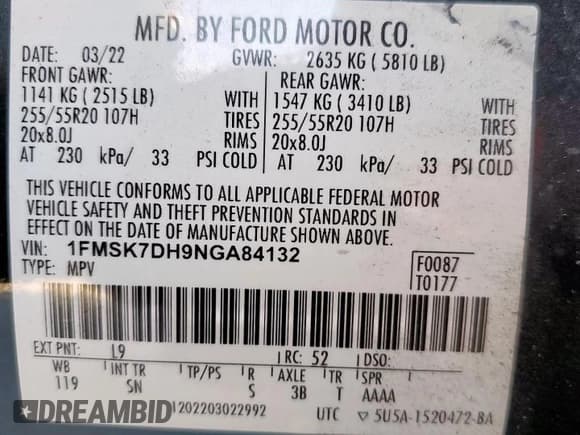 MFD. BY FORD MOTOR CO.
DATE: 03/22 GVWR: 2635 KG ( 5810 LB)
FRONT GAWR: REAR GAWR:
1141 KG ( 2515 LB) WITH 1547 KG ( 3410 LB) WITH
255/55R20 107H TIRES 255/55R20 107H TIRES
20x8.0J RIMS 20x8.0J RIMS
AT 230 kPa/ 33 PSI COLD AT 230 kPa/ 33 PSI COLD
THIS VEHICLE CONFORMS TO ALL APPLICABLE FEDERAL MOTOR
VEHICLE SAFETY AND THEFT PREVENTION STANDARDS IN
EFFECT ON THE DATE OF MANUFACTURE SHOWN ABOVE.
VIN: 1FMSK7DH9NGA84132 F0087
TYPE: MPV T0177
EXT PNT: L9 RC: 52 DSO:
WB INT TR TP/PS R AXLE TR SPR
119 SN S 3B T AAAA
DREAMBID 1202203022992 UTC 5U5A-1520472-BA